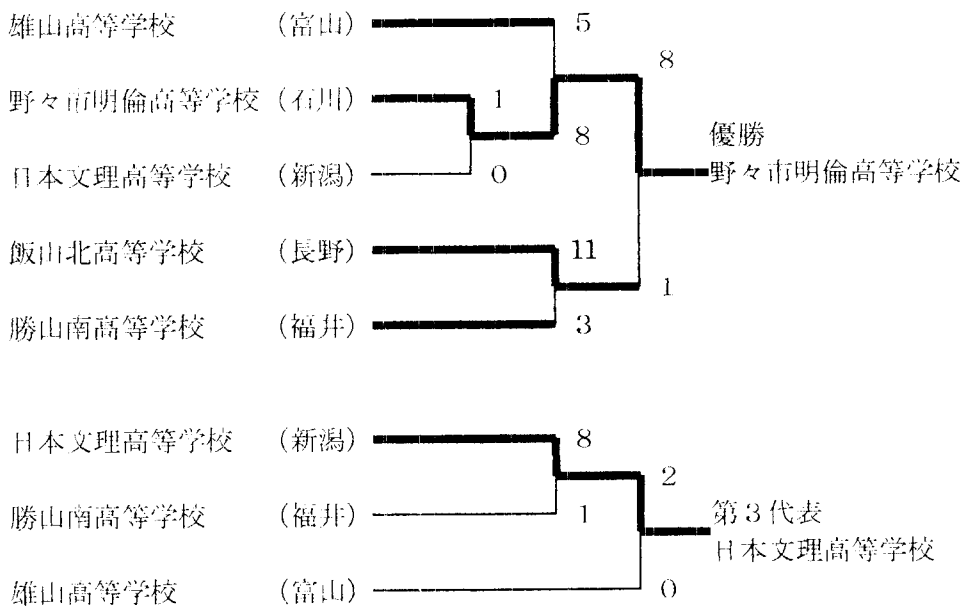 雄山高等学校 (富山) 5
8
野々市明倫高等学校 (石川) 1
8
優勝
野々市明倫高等学校
日本文理高等学校 (新潟) 0
飯山北高等学校 (長野) 11
1
勝山南高等学校 (福井) 3
日本文理高等学校 (新潟) 8
2
勝山南高等学校 (福井) 1
第3代表
日本文理高等学校
雄山高等学校 (富山) 0